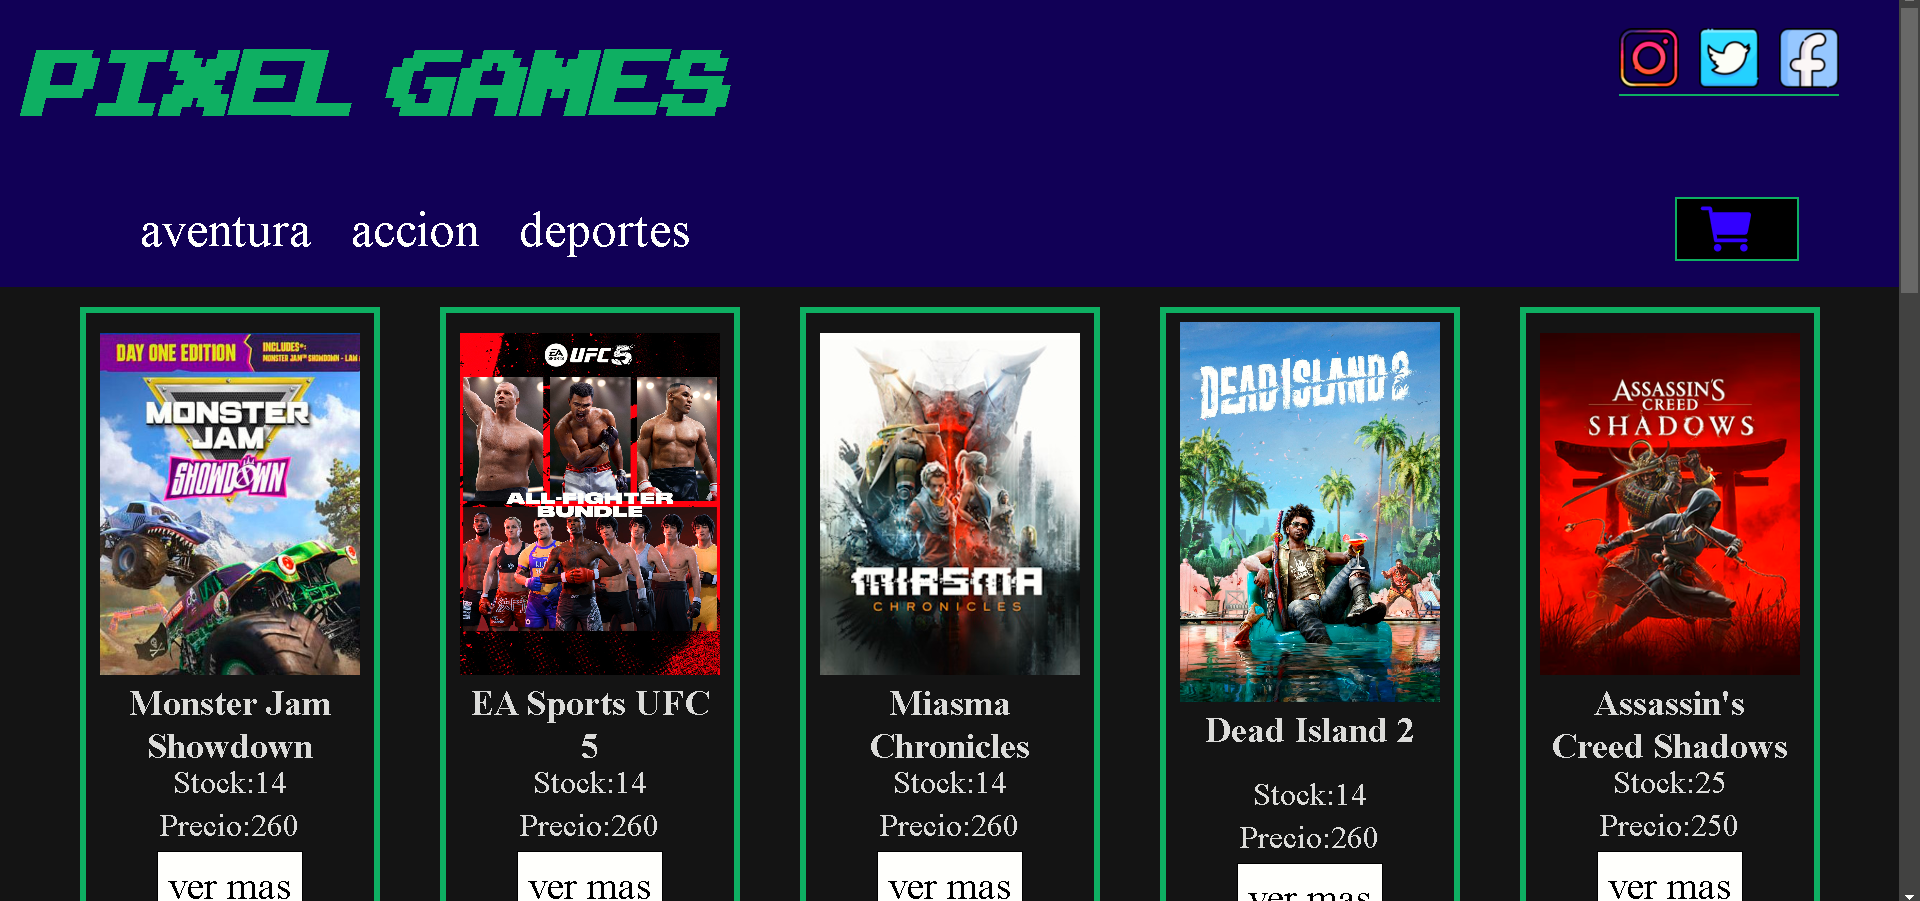 PIXEL GAMES
aventura accion deportes
DAY ONE EDITION
INCLUDES*:
MONSTER JAM™ SHOWDOWN - LAM
MONSTER
JAM
SHOWDOWN
Monster Jam
Showdown
Stock:14
Precio:260
ver mas
EA SPORTS UFC 5
ALL-FIGHTER
BUNDLE
EA Sports UFC
5
Stock:14
Precio:260
ver mas
MIASMA
CHRONICLES
Miasma
Chronicles
Stock:14
Precio:260
ver mas
DEAD ISLAND 2
Dead Island 2
Stock:14
Precio:260
ver mas
ASSASSIN'S
CREED
SHADOWS
Assassin's
Creed Shadows
Stock:25
Precio:250
ver mas